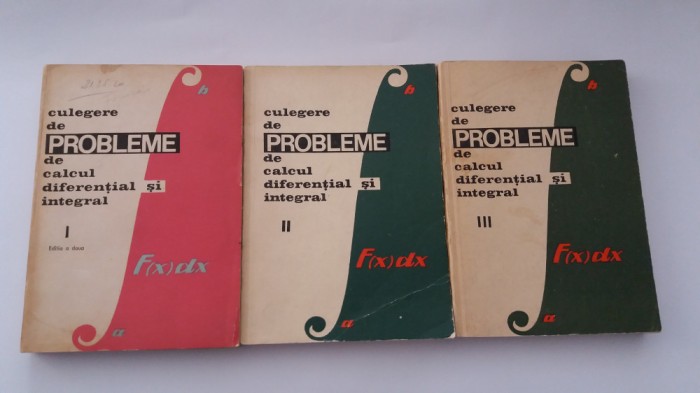 culegere
de
PROBLEME
de
calcul
diferențial și
integral
I
Ediția a doua
b
F(x)dx
a
culegere
de
PROBLEME
de
calcul
diferențial și
integral
II
b
F(x)dx
a
culegere
de
PROBLEME
de
calcul
diferențial și
integral
III
b
F(x)dx
a